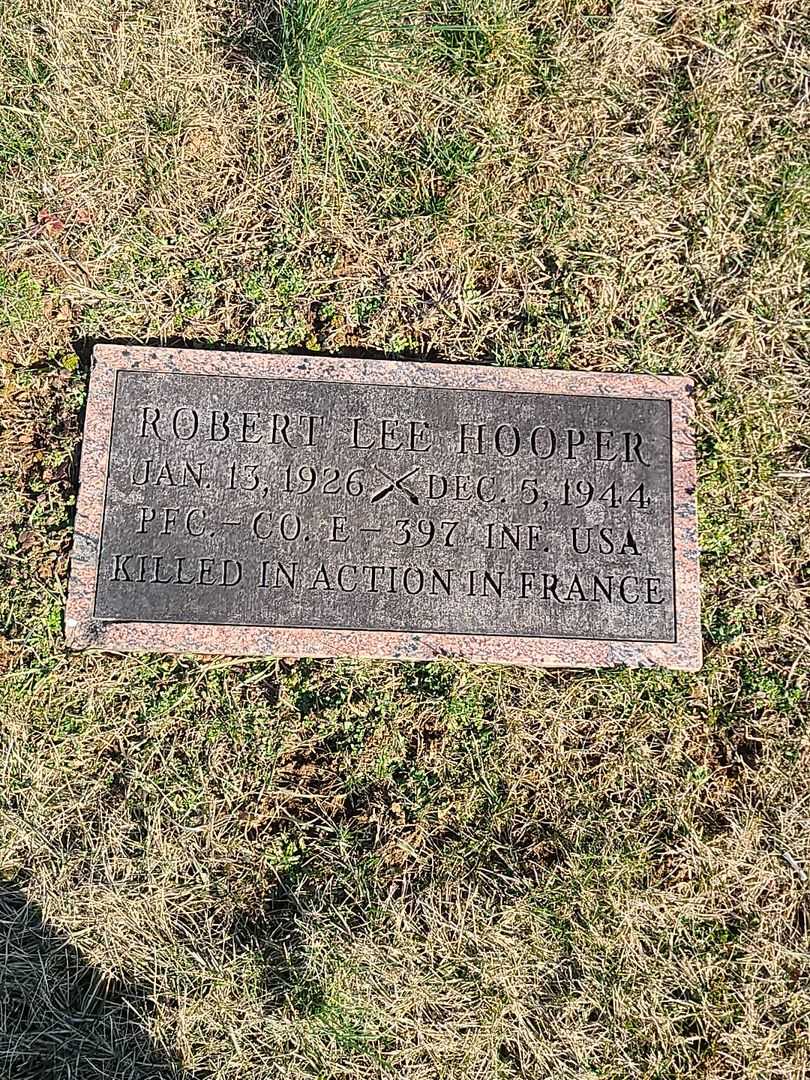 ROBERT LEE HOOPER
JAN. 13, 1926 DEC. 5, 1944
PFC. - CO. E - 397 INF. USA
KILLED IN ACTION IN FRANCE